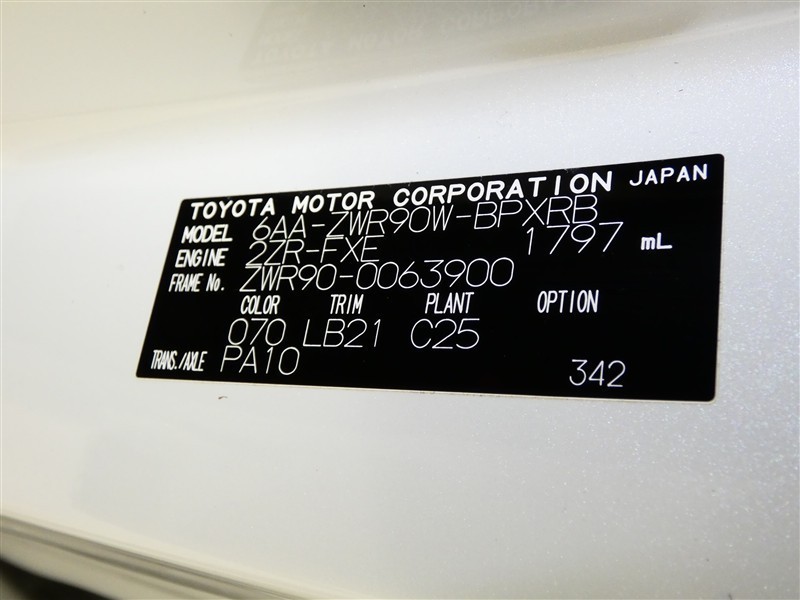 TOYOTA MOTOR CORPORATION JAPAN
MODEL 6AA-ZWR90W-BPXRB
ENGINE 2ZR-FXE 1797 mL
FRAME No. ZWR90-0063900
COLOR TRIM PLANT OPTION
070 LB21 C25
TRANS./AXLE PA10 342